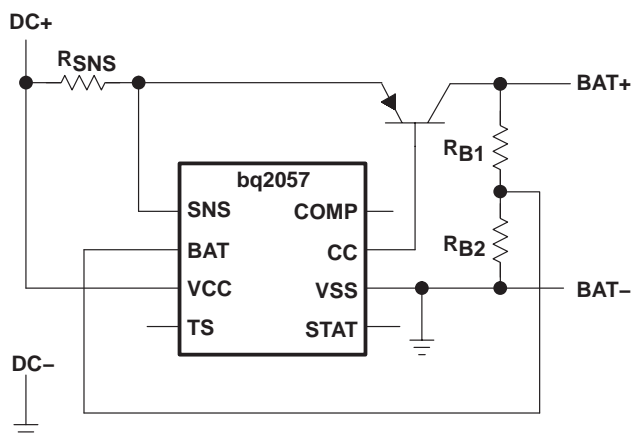 DC+
RSNS
BAT+
RB1
bq2057
SNS COMP
BAT CC
RB2
VCC VSS
BAT–
TS STAT
DC–